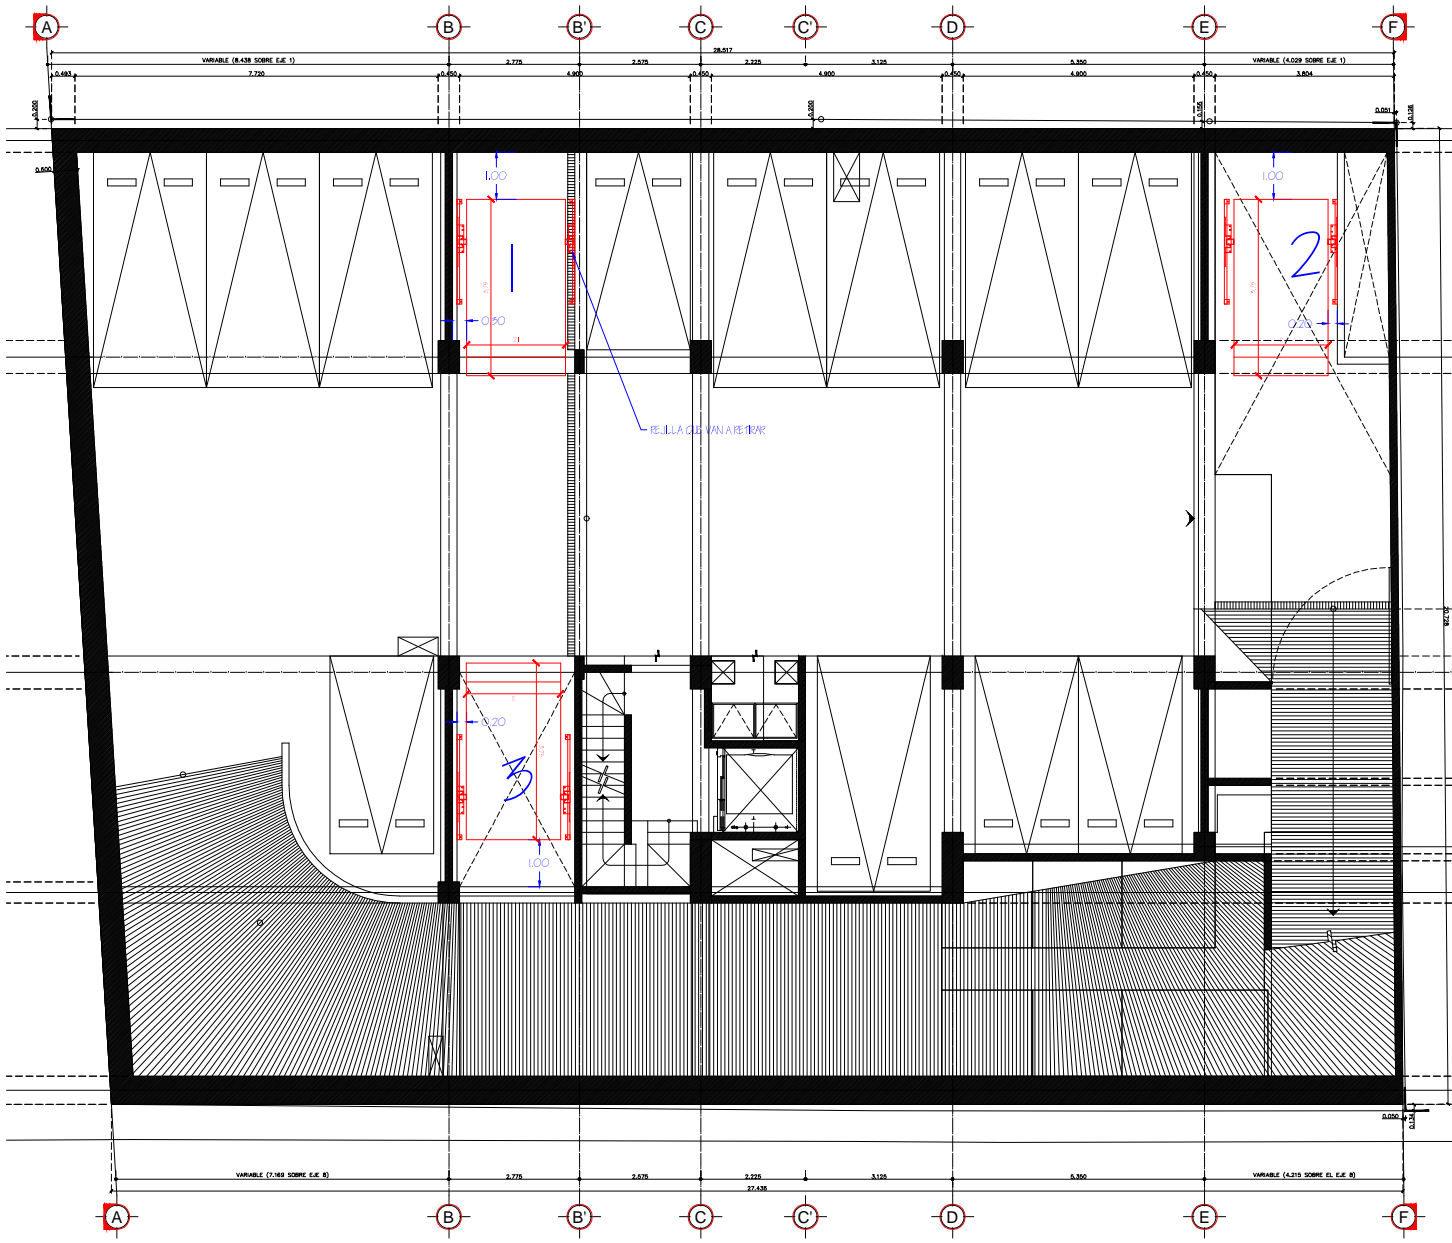 A B B' C C' D E F
28.517
VARIABLE (8.438 SOBRE EJE 1) 2.775 2.575 2.225 3.125 5.350 VARIABLE (4.029 SOBRE EJE 1)
0.493 7.720 0.450 4.900 0.450 4.900 0.450 4.900 0.450 3.804
0.200 0.200 0.051
0.500
1.00 1.00
1 2
0.50 0.20
REJILLA QUE VAN A RETIRAR
20.728
0.20
3
1.00
0.050
VARIABLE (7.169 SOBRE EJE 8) 2.775 2.575 2.225 3.125 5.350 VARIABLE (4.215 SOBRE EL EJE 8)
27.435
A B B' C C' D E F